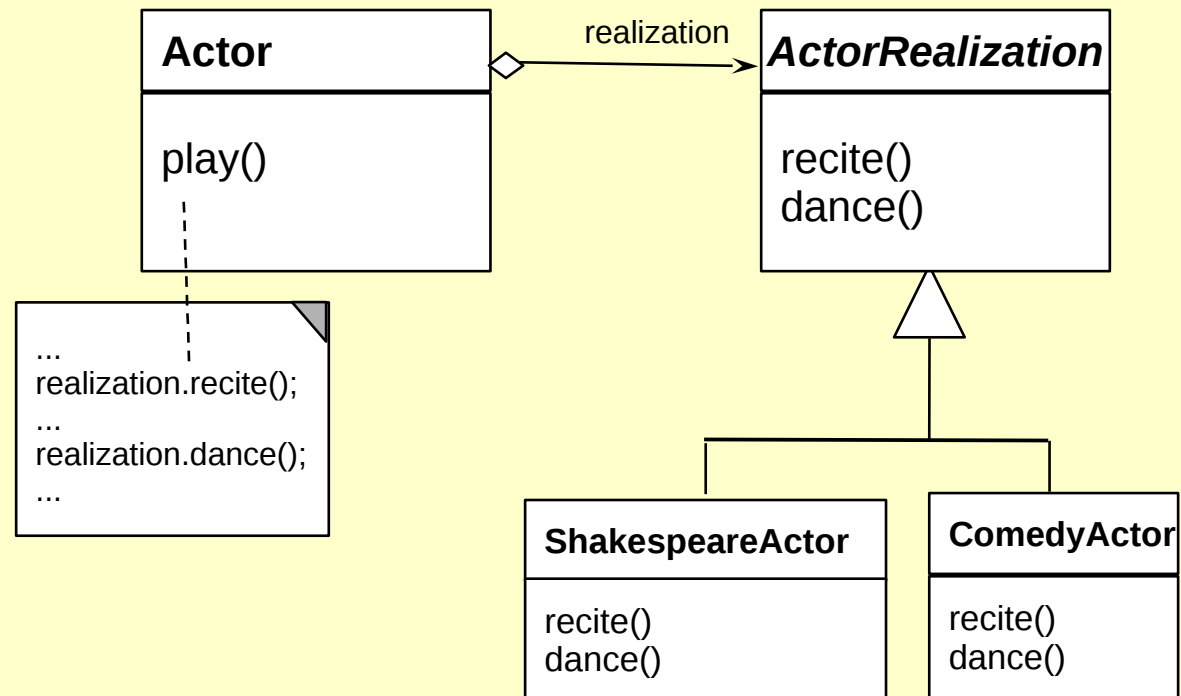 Actor
play()
realization
ActorRealization
recite()
dance()
...
realization.recite();
...
realization.dance();
...
ShakespeareActor
recite()
dance()
ComedyActor
recite()
dance()